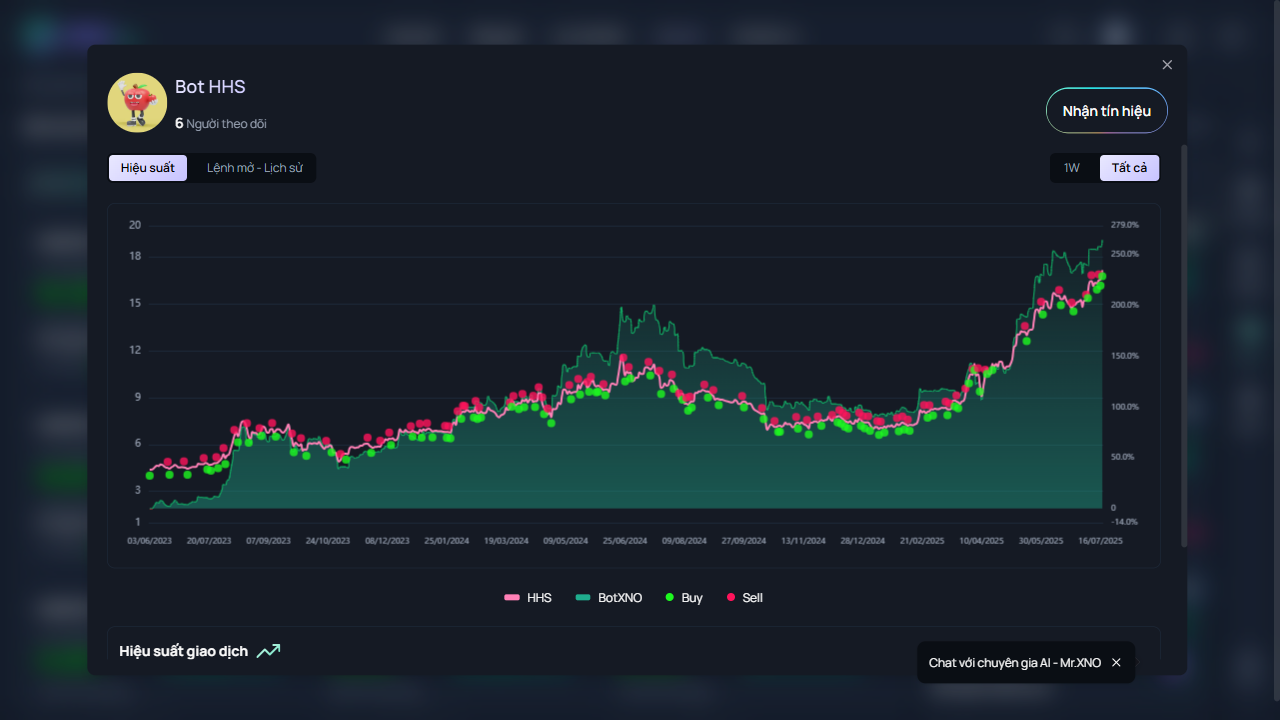 Bot HHS
6 Người theo dõi
Nhận tín hiệu
Hiệu suất
Lệnh mở - Lịch sử
1W
Tất cả
20
18
15
12
9
6
3
1
279.0%
250.0%
200.0%
150.0%
100.0%
50.0%
0
-14.0%
03/06/2023 20/07/2023 07/09/2023 24/10/2023 08/12/2023 25/01/2024 19/03/2024 09/05/2024 25/06/2024 09/08/2024 27/09/2024 13/11/2024 28/12/2024 21/02/2025 10/04/2025 30/05/2025 16/07/2025
HHS BotXNO Buy Sell
Hiệu suất giao dịch
Chat với chuyên gia AI - Mr.XNO